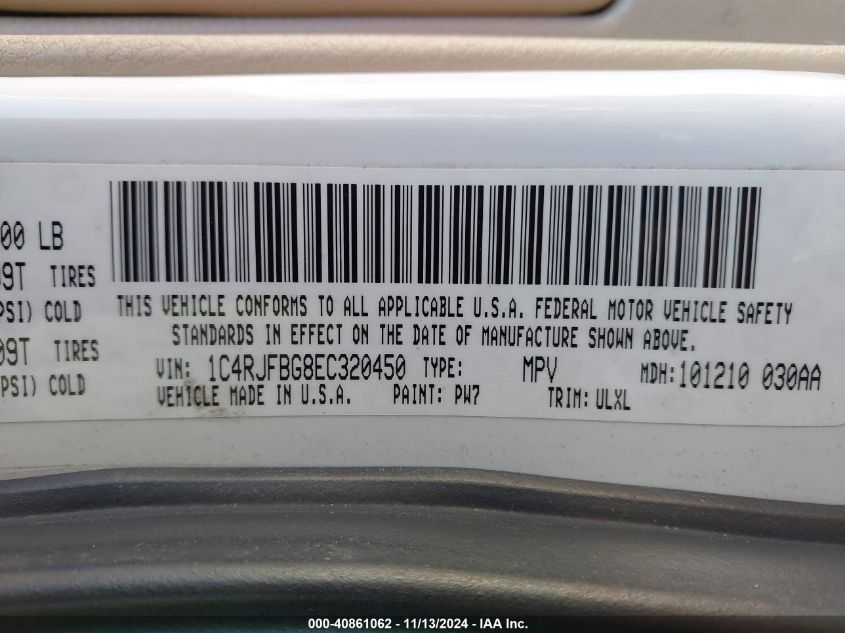 00 LB
09T TIRES
PSI) COLD
THIS VEHICLE CONFORMS TO ALL APPLICABLE U.S.A. FEDERAL MOTOR VEHICLE SAFETY
STANDARDS IN EFFECT ON THE DATE OF MANUFACTURE SHOWN ABOVE.
09T TIRES
PSI) COLD
VIN: 1C4RJFBG8EC320450 TYPE: MPV MDH:101210 030AA
VEHICLE MADE IN U.S.A. PAINT: PW7 TRIM: ULXL
000-40861062 - 11/13/2024 - IAA Inc.